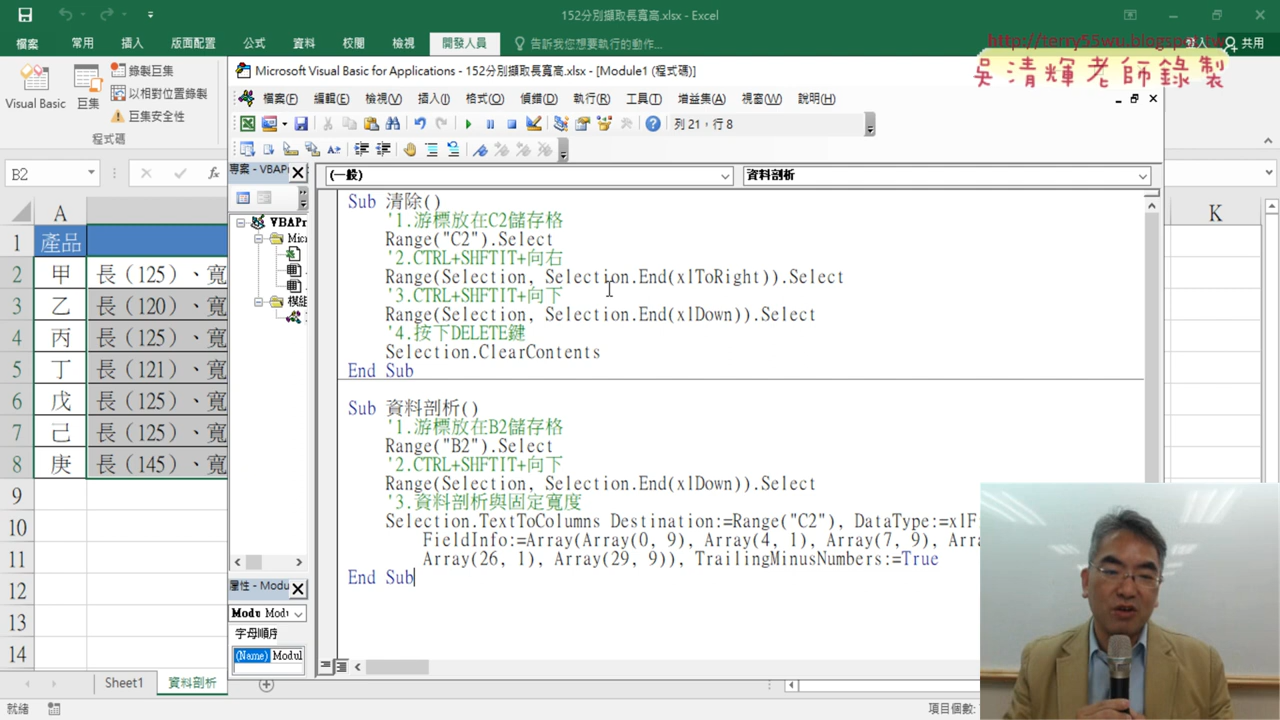 152分別擷取長寬高.xlsx - Excel
檔案 常用 插入 版面配置 公式 資料 校閱 檢視 開發人員 告訴我您想要執行的動作... 登入 共用
http://terry55wu.blogspot.tw
吳清輝老師錄製
Visual Basic 巨集 錄製巨集
以相對位置錄製
巨集安全性
程式碼
B2
fx
Microsoft Visual Basic for Applications - 152分別擷取長寬高.xlsx - [Module1 (程式碼)]
檔案(F) 編輯(E) 檢視(V) 插入(I) 格式(O) 偵錯(D) 執行(R) 工具(T) 增益集(A) 視窗(W) 說明(H)
列 21, 行 8
專案 - VBAPr
VBAPr
Micr
模組
屬性 - Modu
Modu Modu
字母順序
(Name) Modul
(一般) 資料剖析
Sub 清除()
'1.游標放在C2儲存格
Range("C2").Select
'2.CTRL+SHFTIT+向右
Range(Selection, Selection.End(xlToRight)).Select
'3.CTRL+SHFTIT+向下
Range(Selection, Selection.End(xlDown)).Select
'4.按下DELETE鍵
Selection.ClearContents
End Sub
Sub 資料剖析()
'1.游標放在B2儲存格
Range("B2").Select
'2.CTRL+SHFTIT+向下
Range(Selection, Selection.End(xlDown)).Select
'3.資料剖析與固定寬度
Selection.TextToColumns Destination:=Range("C2"), DataType:=xlF
FieldInfo:=Array(Array(0, 9), Array(4, 1), Array(7, 9), Arra
Array(26, 1), Array(29, 9)), TrailingMinusNumbers:=True
End Sub
A K
1 產品
2 甲 長（125）、寬
3 乙 長（120）、寬
4 丙 長（125）、寬
5 丁 長（121）、寬
6 戊 長（125）、寬
7 己 長（125）、寬
8 庚 長（145）、寬
9
10
11
12
13
14
Sheet1 資料剖析
就緒 項目個數: